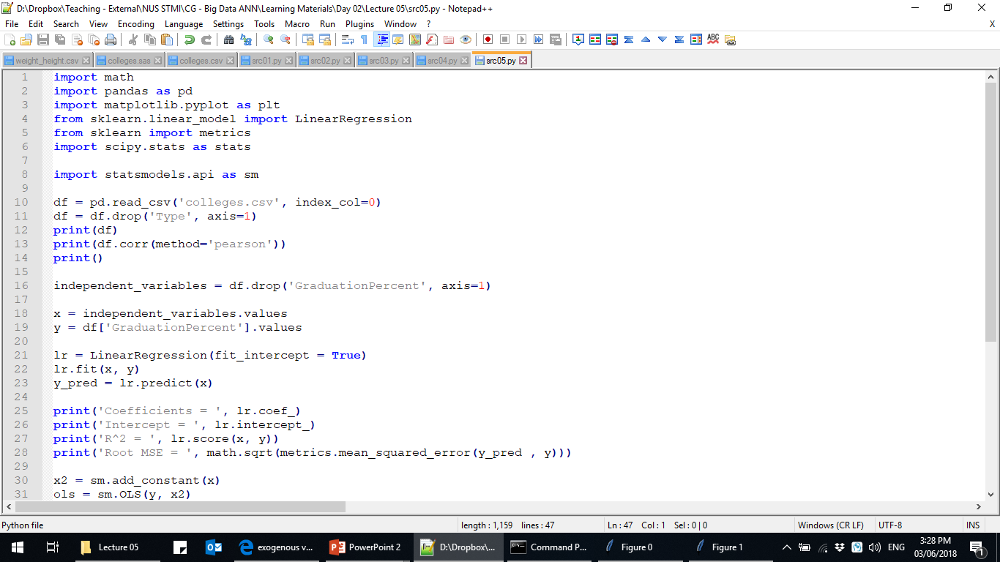 D:\Dropbox\Teaching - External\NUS STMI\CG - Big Data ANN\Learning Materials\Day 02\Lecture 05\src05.py - Notepad++
File Edit Search View Encoding Language Settings Tools Macro Run Plugins Window ? X
weight_height.csv colleges.sas colleges.csv src01.py src02.py src03.py src04.py src05.py
1 import math
2 import pandas as pd
3 import matplotlib.pyplot as plt
4 from sklearn.linear_model import LinearRegression
5 from sklearn import metrics
6 import scipy.stats as stats
7
8 import statsmodels.api as sm
9
10 df = pd.read_csv('colleges.csv', index_col=0)
11 df = df.drop('Type', axis=1)
12 print(df)
13 print(df.corr(method='pearson'))
14 print()
15
16 independent_variables = df.drop('GraduationPercent', axis=1)
17
18 x = independent_variables.values
19 y = df['GraduationPercent'].values
20
21 lr = LinearRegression(fit_intercept = True)
22 lr.fit(x, y)
23 y_pred = lr.predict(x)
24
25 print('Coefficients = ', lr.coef_)
26 print('Intercept = ', lr.intercept_)
27 print('R^2 = ', lr.score(x, y))
28 print('Root MSE = ', math.sqrt(metrics.mean_squared_error(y_pred , y)))
29
30 x2 = sm.add_constant(x)
31 ols = sm.OLS(y, x2)
Python file length : 1,159 lines : 47 Ln : 47 Col : 1 Sel : 0 | 0 Windows (CR LF) UTF-8 INS
Lecture 05 exogenous v... PowerPoint 2 D:\Dropbox\... Command P... Figure 0 Figure 1 ENG 3:28 PM
03/06/2018 1